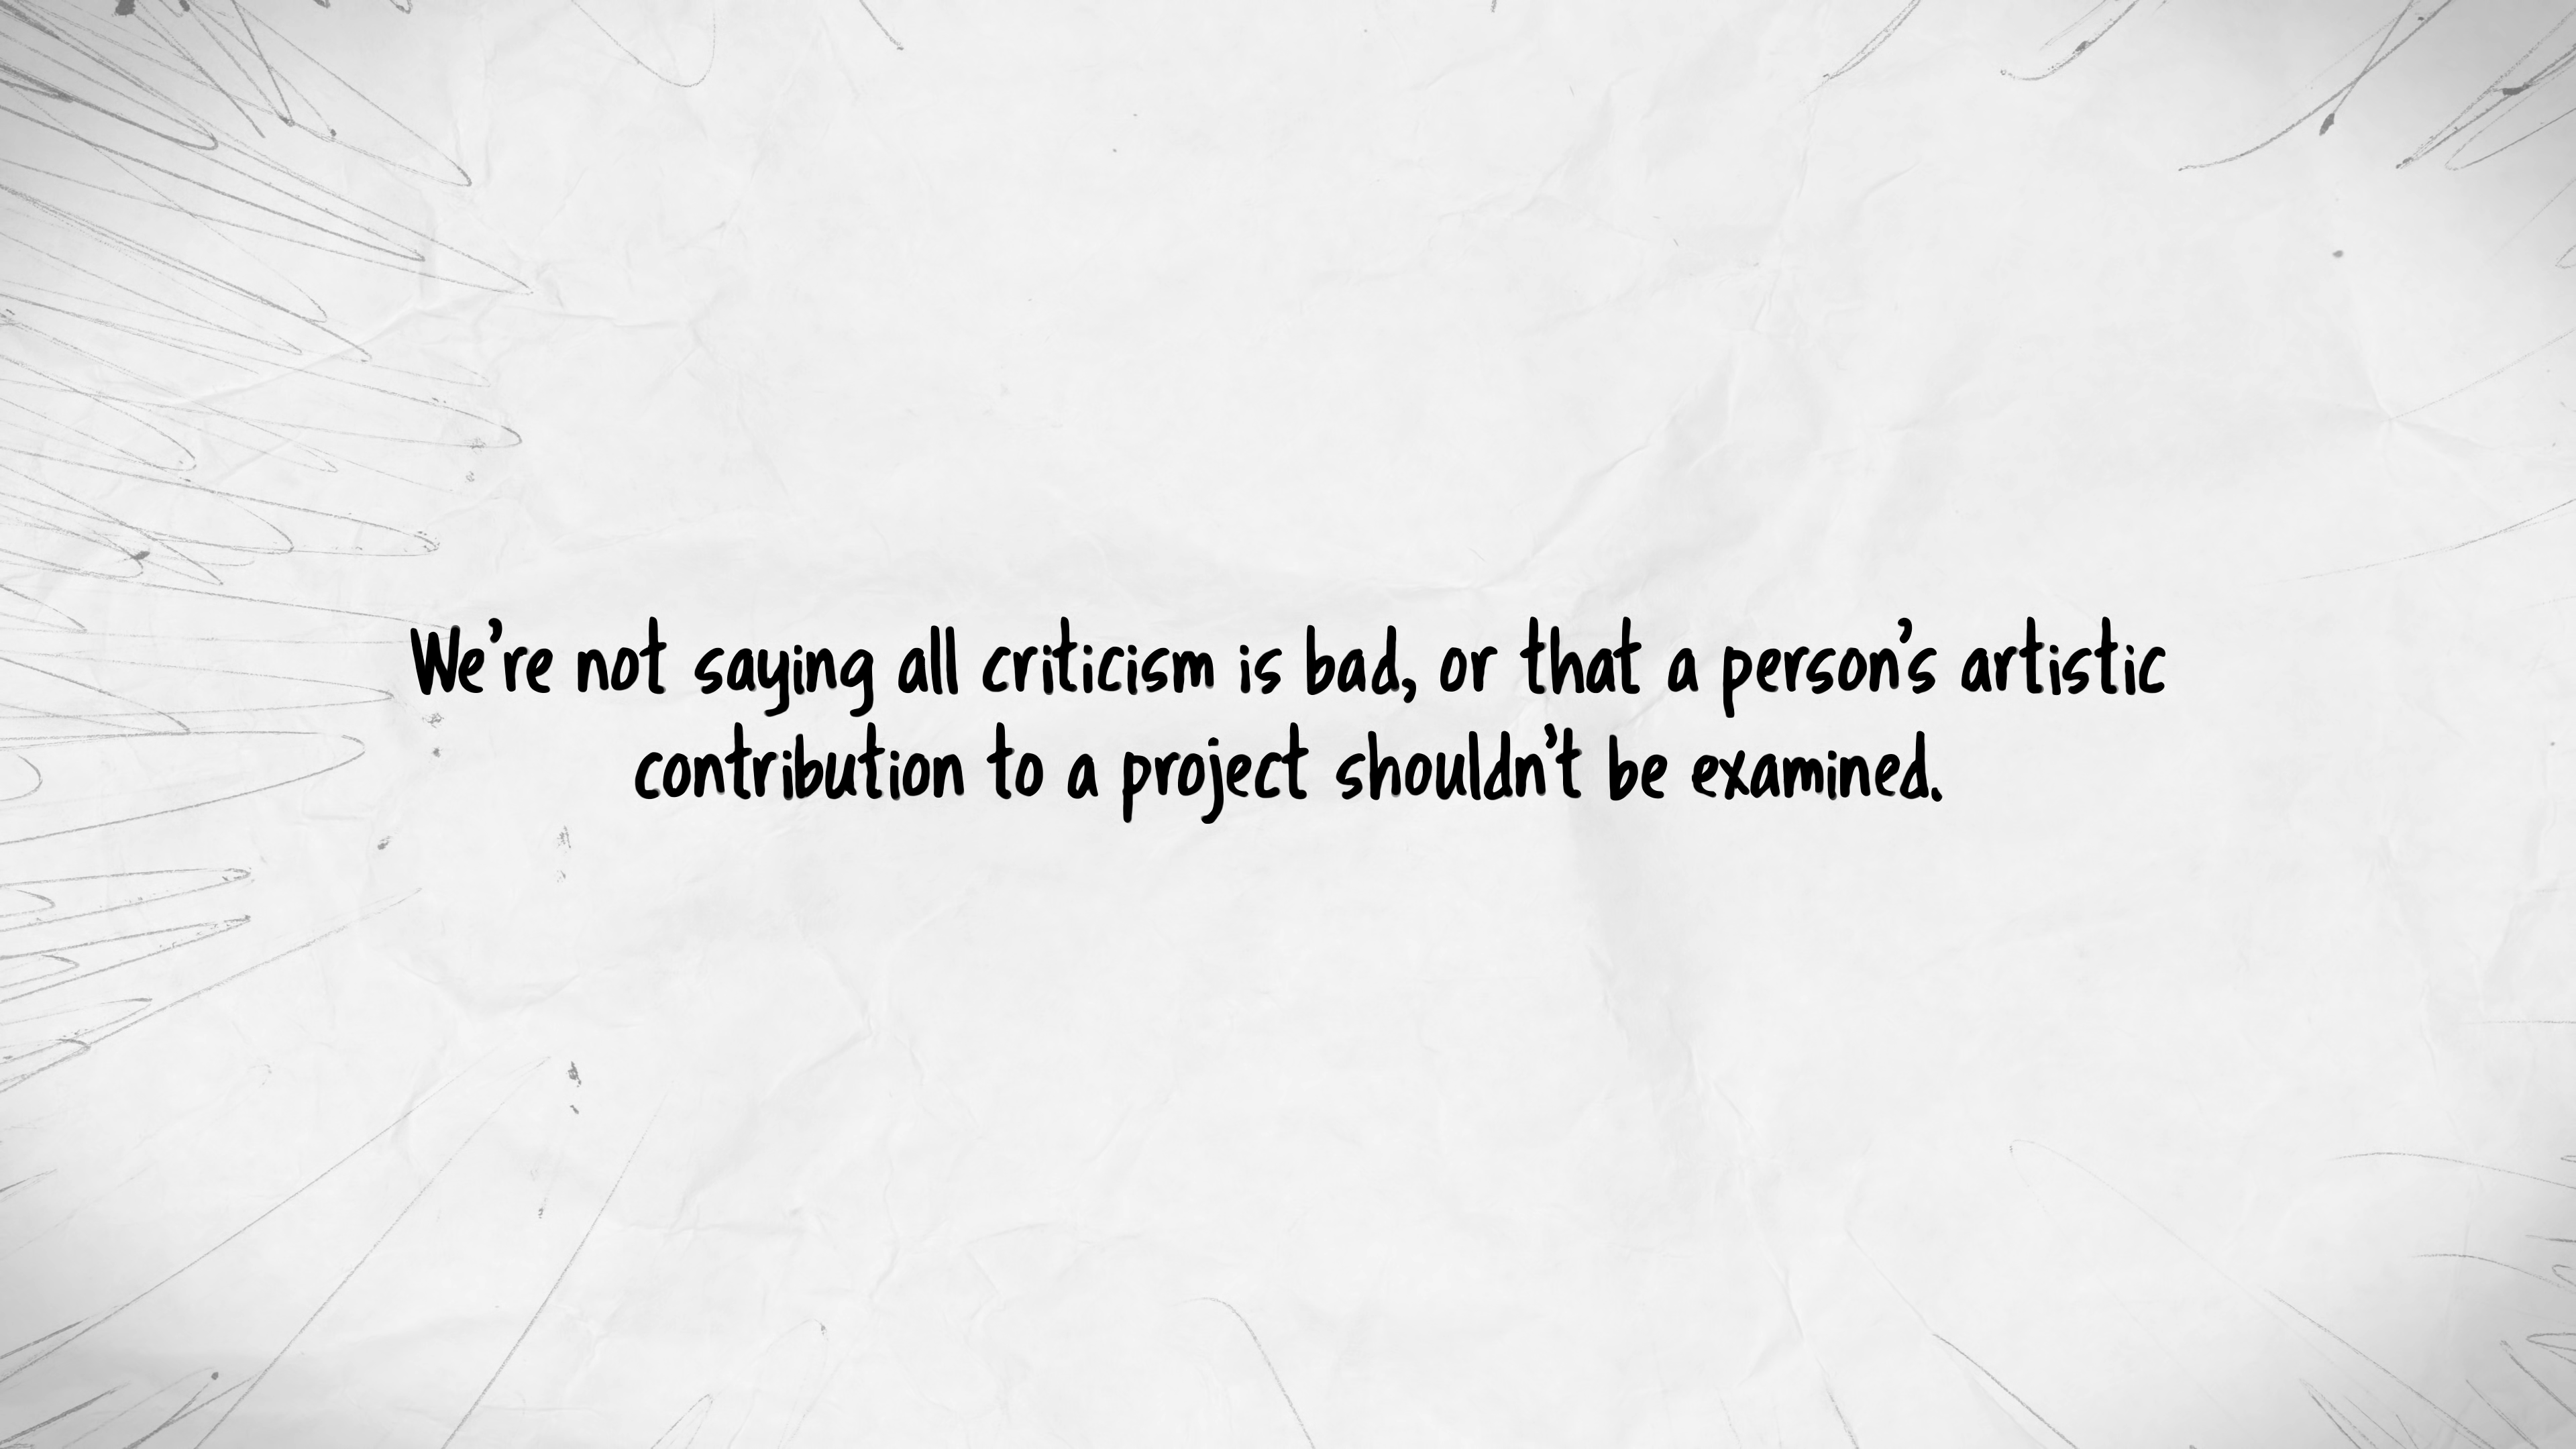 We're not saying all criticism is bad, or that a person's artistic
contribution to a project shouldn't be examined.